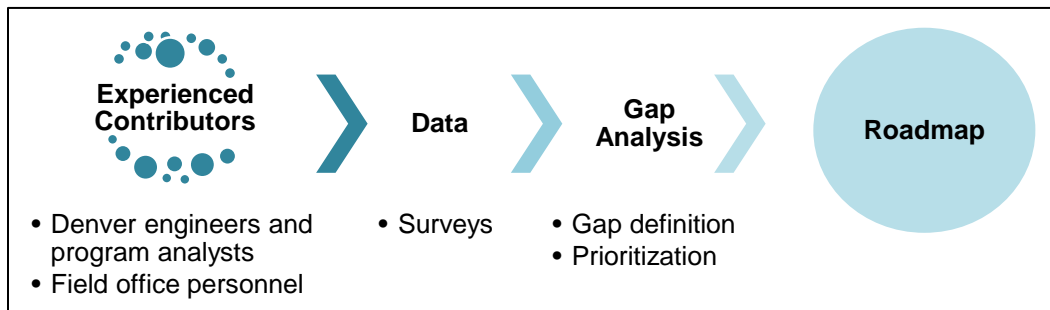 Experienced
Contributors
Data
Gap
Analysis
Roadmap
• Denver engineers and
program analysts
• Field office personnel
• Surveys
• Gap definition
• Prioritization